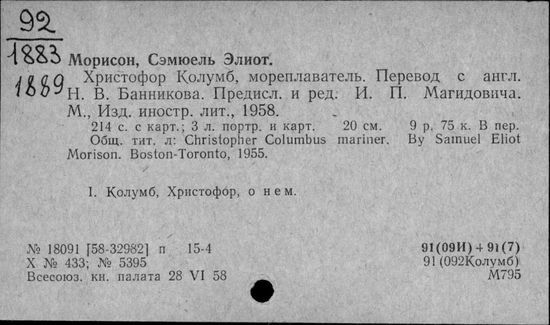 92
1883
1889
Морисон, Сэмюель Элиот.
Христофор Колумб, мореплаватель. Перевод с англ.
Н. В. Банникова. Предисл. и ред. И. П. Магидовича.
М., Изд. иностр. лит., 1958.
214 с. с карт.; 3 л. портр. и карт. 20 см. 9 р. 75 к. В пер.
Общ. тит. л: Christopher Columbus mariner. By Samuel Eliot
Morison. Boston-Toronto, 1955.
I. Колумб, Христофор, о нем.
№ 18091 [58-32982] п 15-4 91(09И) + 91(7)
Х № 433; № 5395 91(092Колумб)
Всесоюз. кн. палата 28 VI 58 М795